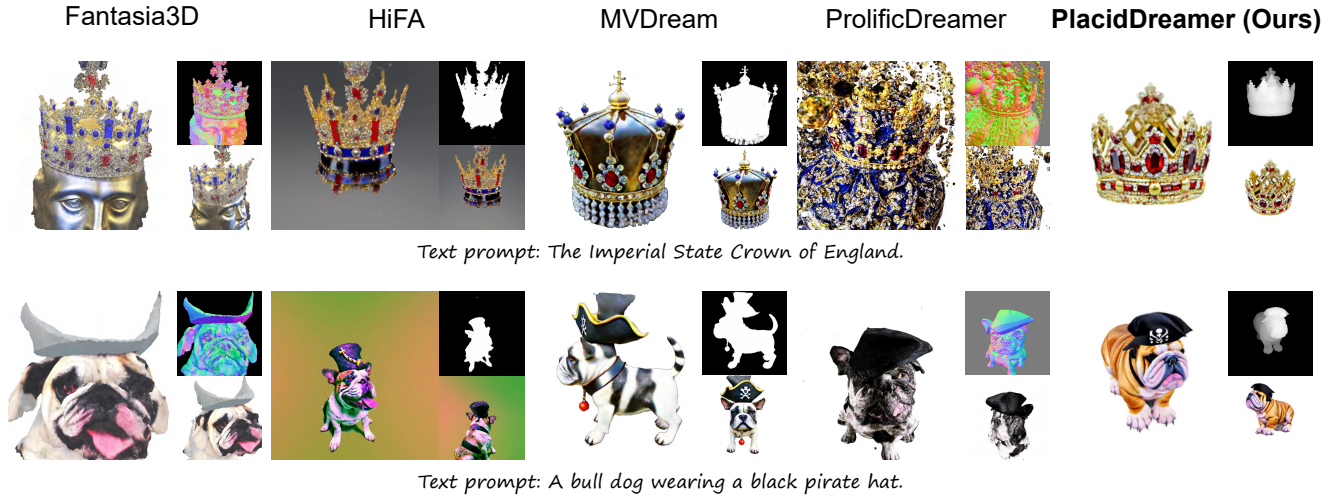 Fantasia3D HiFA MVDream ProlificDreamer PlacidDreamer (Ours)
Text prompt: The Imperial State Crown of England.
Text prompt: A bull dog wearing a black pirate hat.